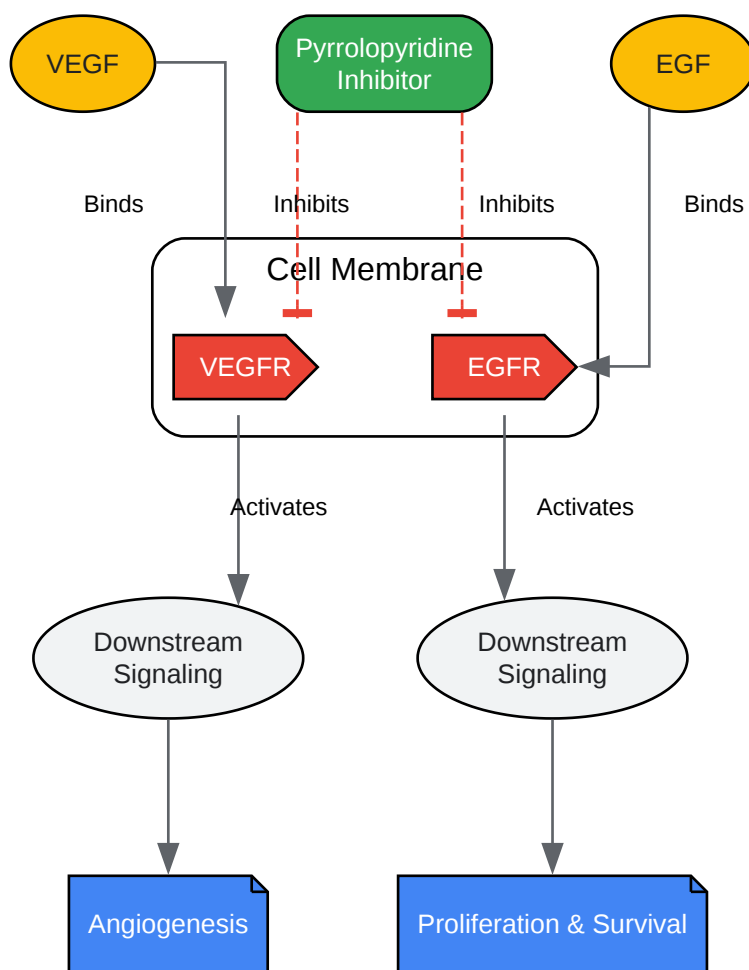 VEGF
Pyrrolopyridine
Inhibitor
EGF
Binds
Inhibits
Inhibits
Binds
Cell Membrane
VEGFR
EGFR
Activates
Activates
Downstream
Signaling
Downstream
Signaling
Angiogenesis
Proliferation & Survival